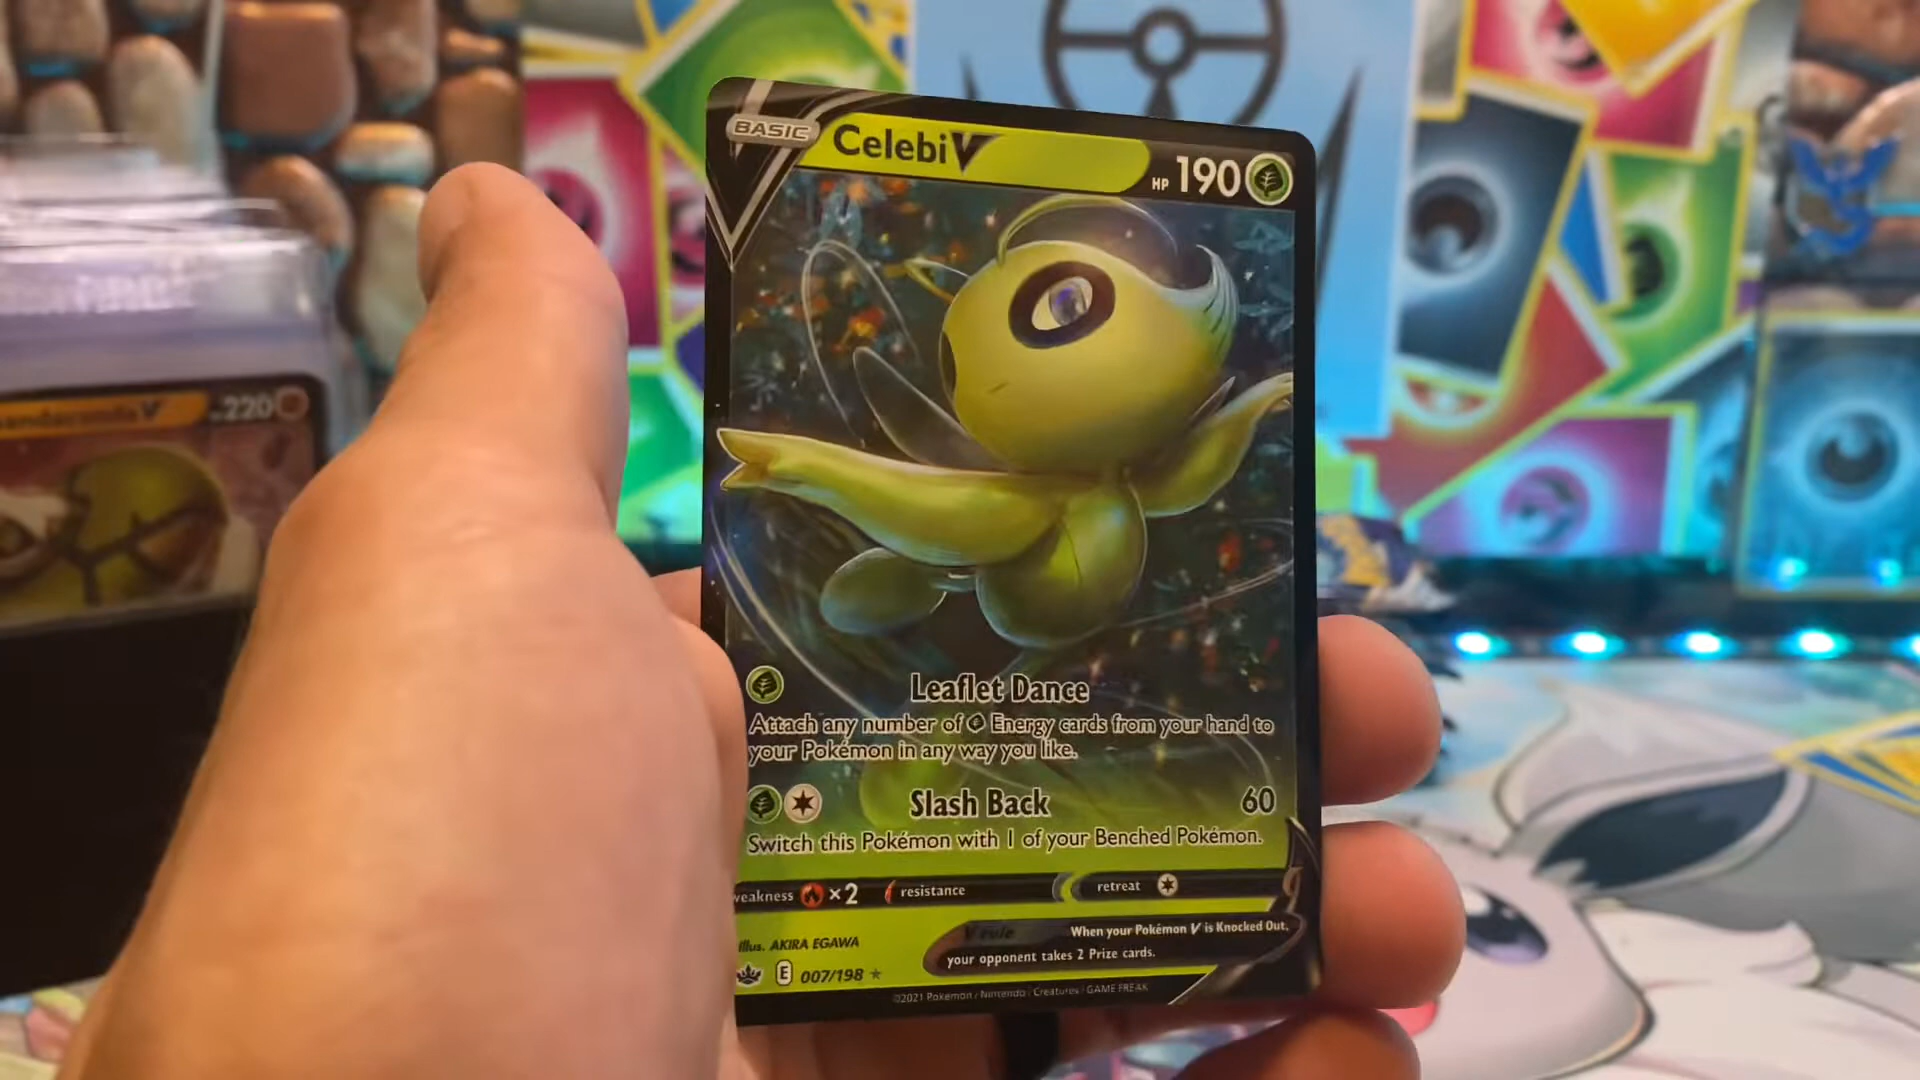 BASIC
Celebi V
HP 190
Leaflet Dance
Attach any number of Energy cards from your hand to
your Pokémon in any way you like.
Slash Back 60
Switch this Pokémon with 1 of your Benched Pokémon.
weakness ×2 resistance retreat
V rule
When your Pokémon V is Knocked Out,
your opponent takes 2 Prize cards.
Illus. AKIRA EGAWA
E 007/198
©2021 Pokémon / Nintendo / Creatures / GAME FREAK
220